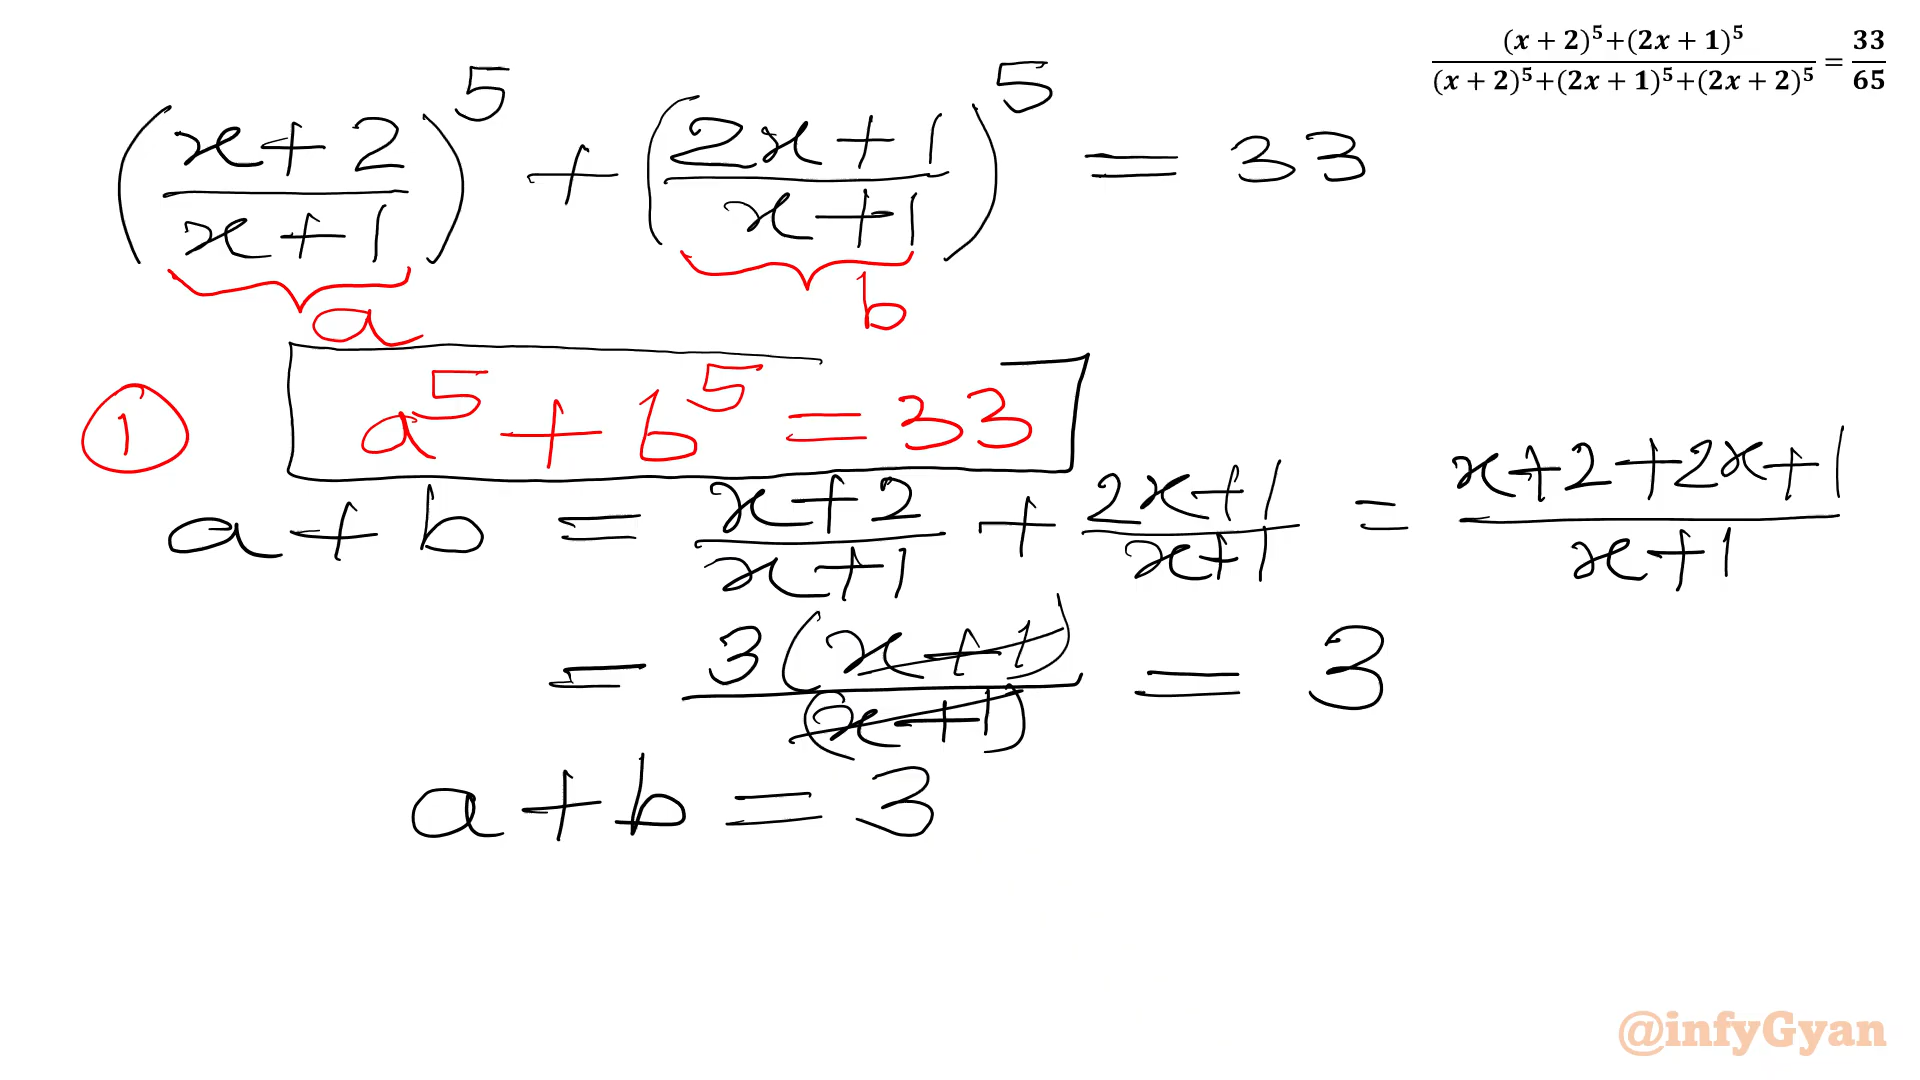 (x + 2)⁵+(2x + 1)⁵ / (x + 2)⁵+(2x + 1)⁵+(2x + 2)⁵ = 33/65
((x+2)/(x+1))⁵ + ((2x+1)/(x+1))⁵ = 33
a b
① a⁵ + b⁵ = 33
a + b = (x+2)/(x+1) + (2x+1)/(x+1) = (x+2+2x+1)/(x+1)
= 3(x+1)/(x+1) = 3
a + b = 3
@infyGyan